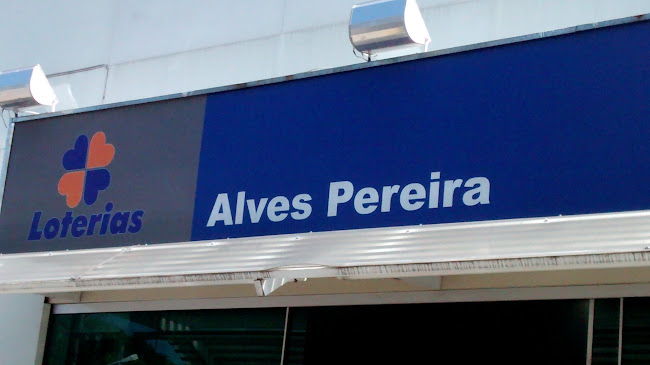 Loterias
Alves Pereira